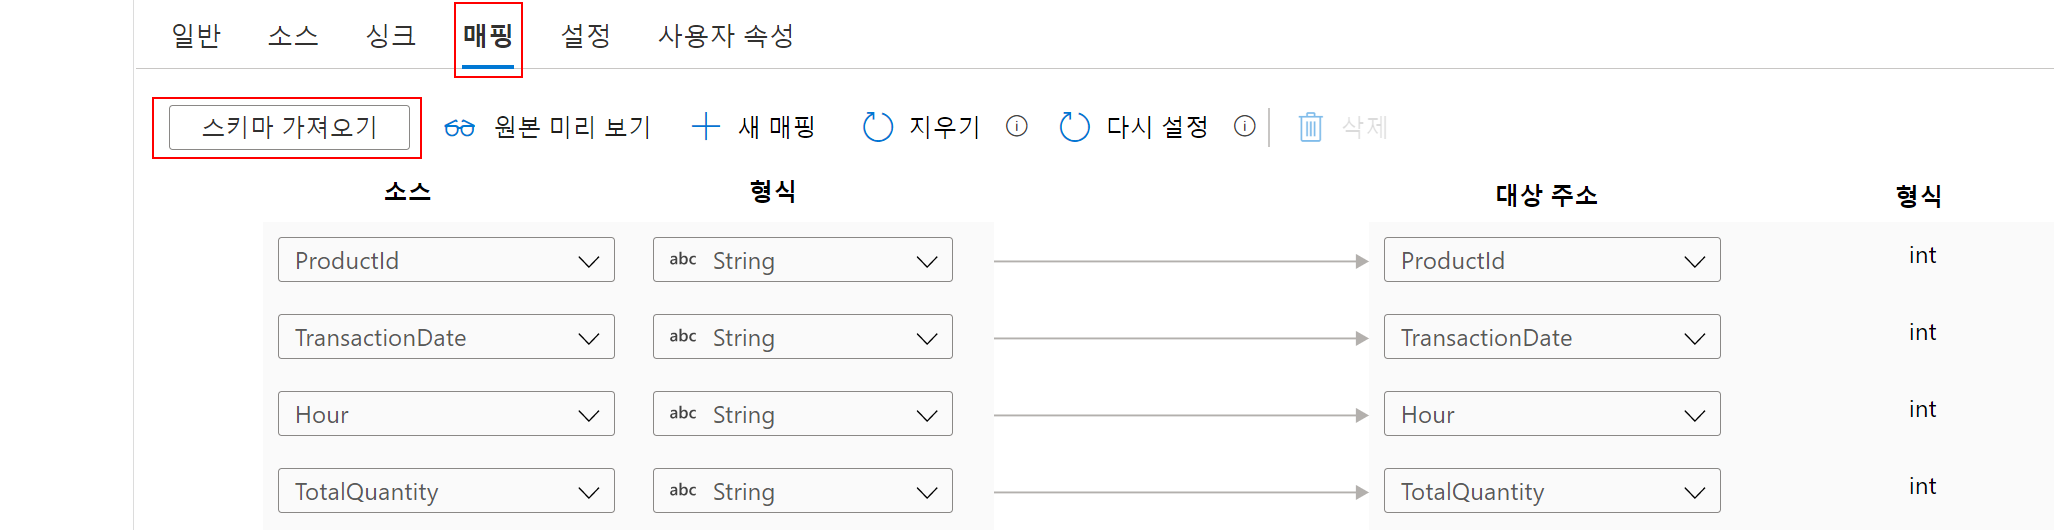 일반 소스 싱크 매핑 설정 사용자 속성
스키마 가져오기 원본 미리 보기 새 매핑 지우기 다시 설정 삭제
소스 형식 대상 주소 형식
ProductId abc String ProductId int
TransactionDate abc String TransactionDate int
Hour abc String Hour int
TotalQuantity abc String TotalQuantity int